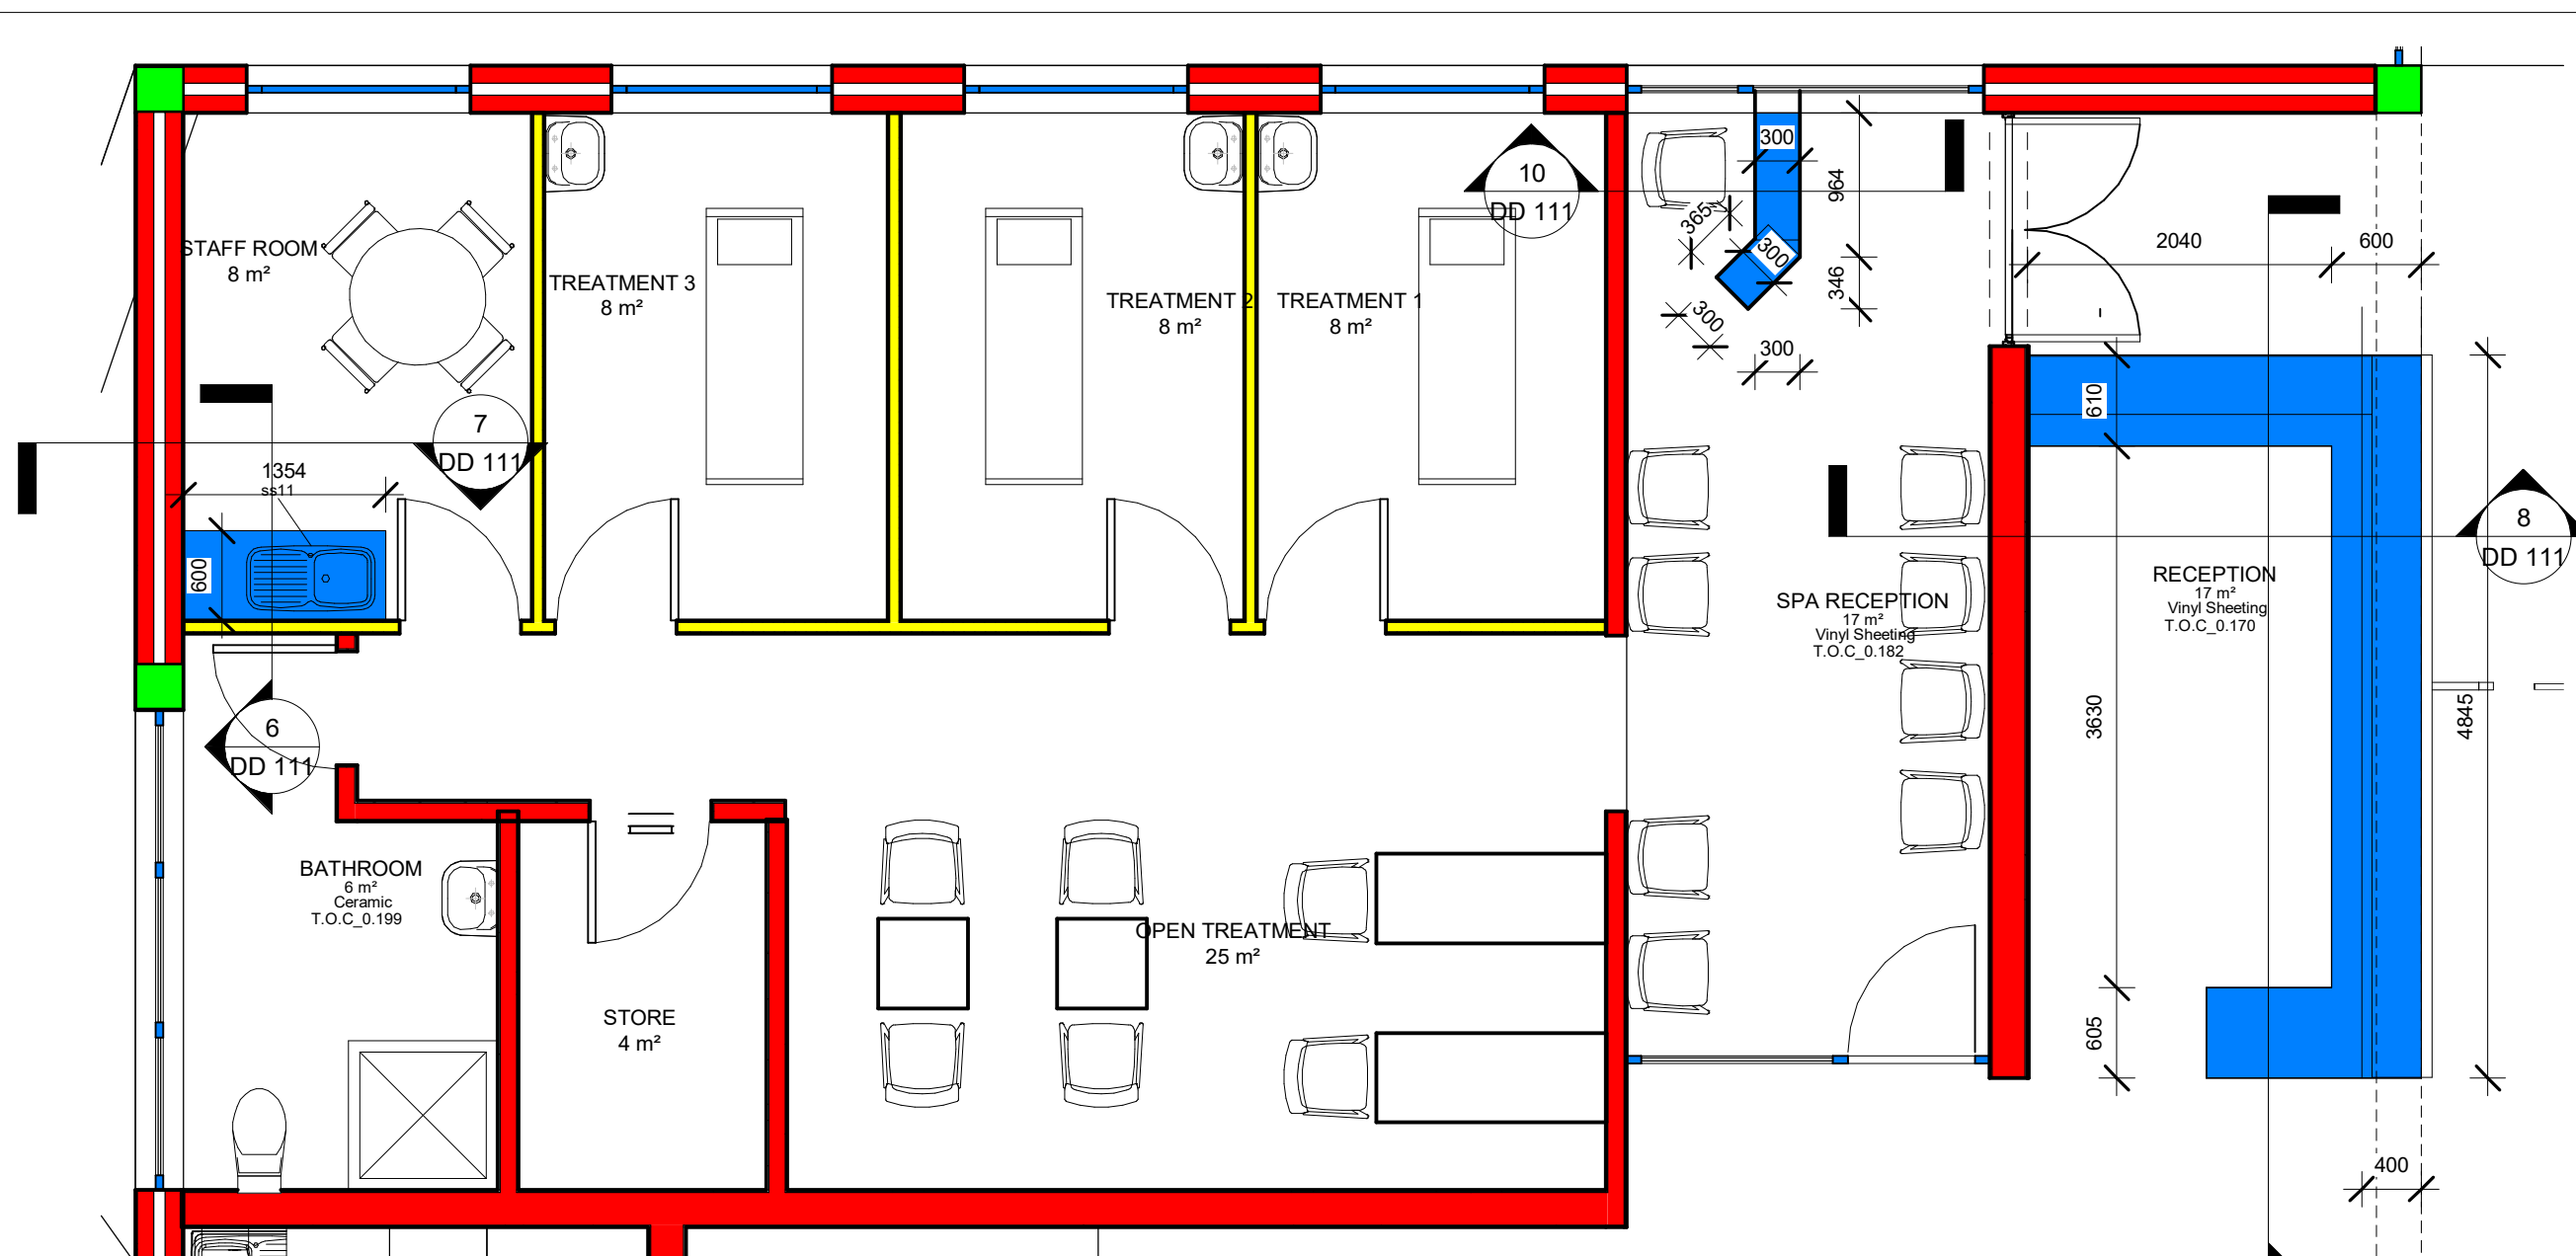 STAFF ROOM
8 m²
TREATMENT 3
8 m²
TREATMENT 2
8 m²
TREATMENT 1
8 m²
10
DD 111
300
964
365
300
346
300
300
2040
600
610
7
DD 111
1354
ss11
600
8
DD 111
SPA RECEPTION
17 m²
Vinyl Sheeting
T.O.C_0.182
RECEPTION
17 m²
Vinyl Sheeting
T.O.C_0.170
3630
4845
6
DD 111
BATHROOM
6 m²
Ceramic
T.O.C_0.199
OPEN TREATMENT
25 m²
STORE
4 m²
605
400